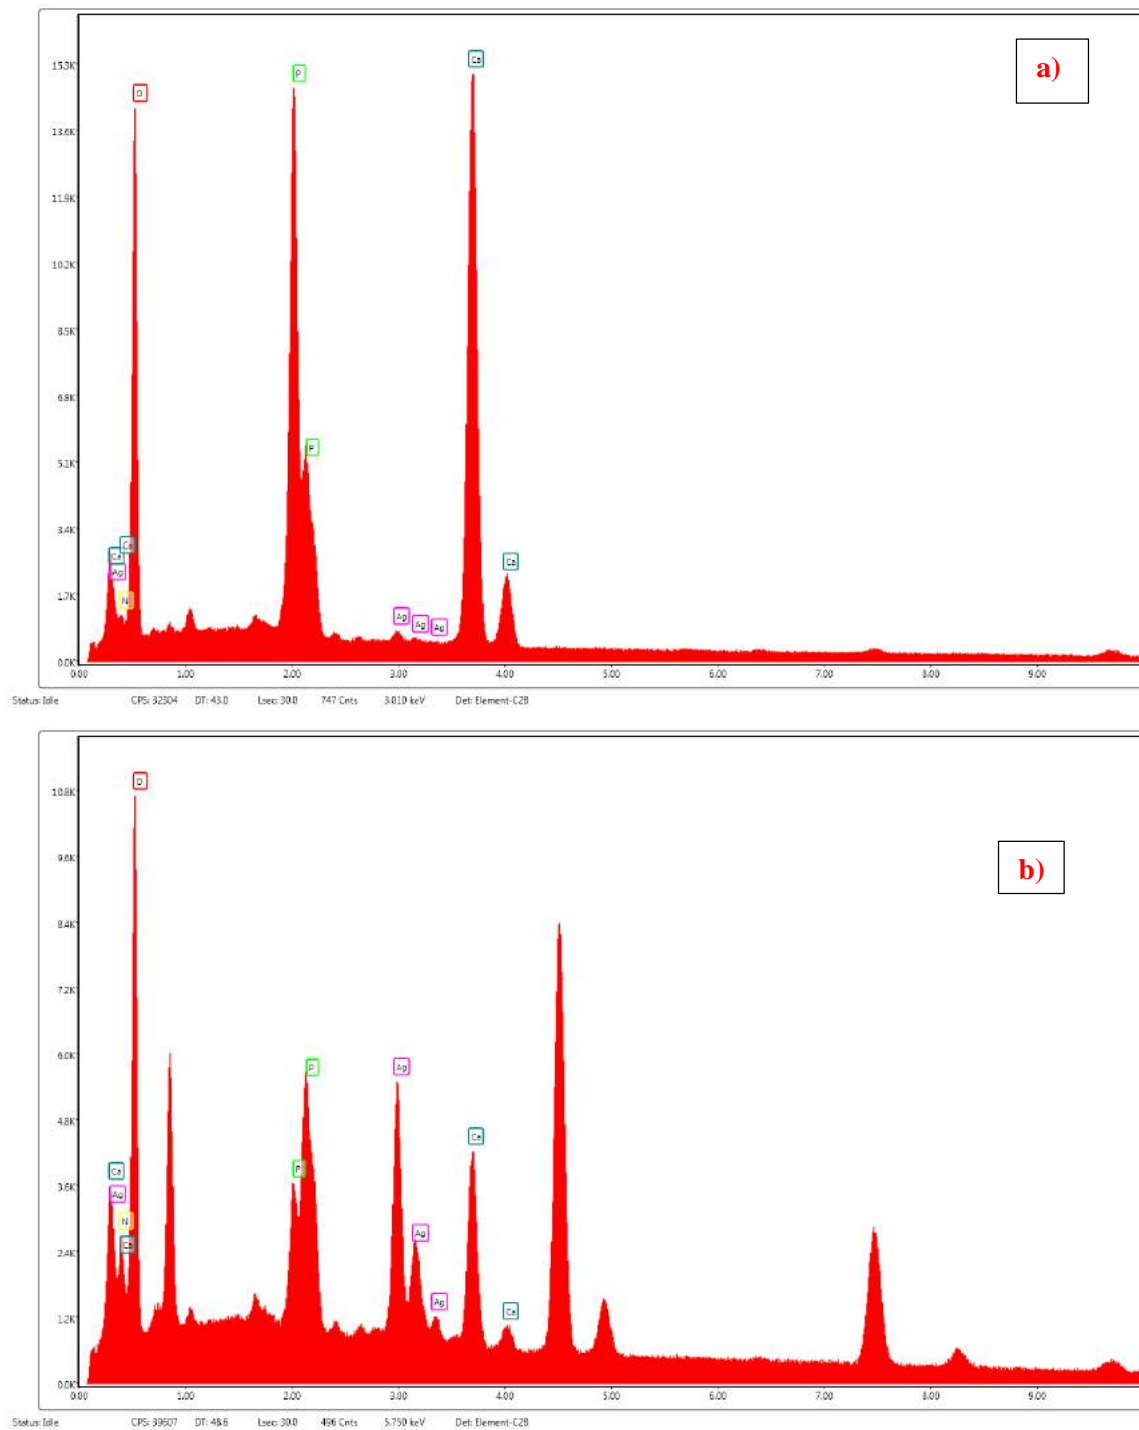 a)
Ca
P
O
15.3K
13.6K
11.9K
10.2K
8.5K
6.8K
5.1K
3.4K
1.7K
0.0K
P
Ca
Ca
Ag
N
Ag
Ag
Ag
Ca
0.00 1.00 2.00 3.00 4.00 5.00 6.00 7.00 8.00 9.00
Status: Idle CPS: 32304 DT: 43.0 Lsec: 30.0 747 Cnts 3.010 keV Det: Element-C2B
b)
O
10.8K
9.6K
8.4K
7.2K
6.0K
4.8K
3.6K
2.4K
1.2K
0.0K
P
Ag
Ca
Ca
P
Ag
N
Ca
Ag
Ag
Ca
0.00 1.00 2.00 3.00 4.00 5.00 6.00 7.00 8.00 9.00
Status: Idle CPS: 39607 DT: 48.6 Lsec: 30.0 496 Cnts 5.750 keV Det: Element-C2B